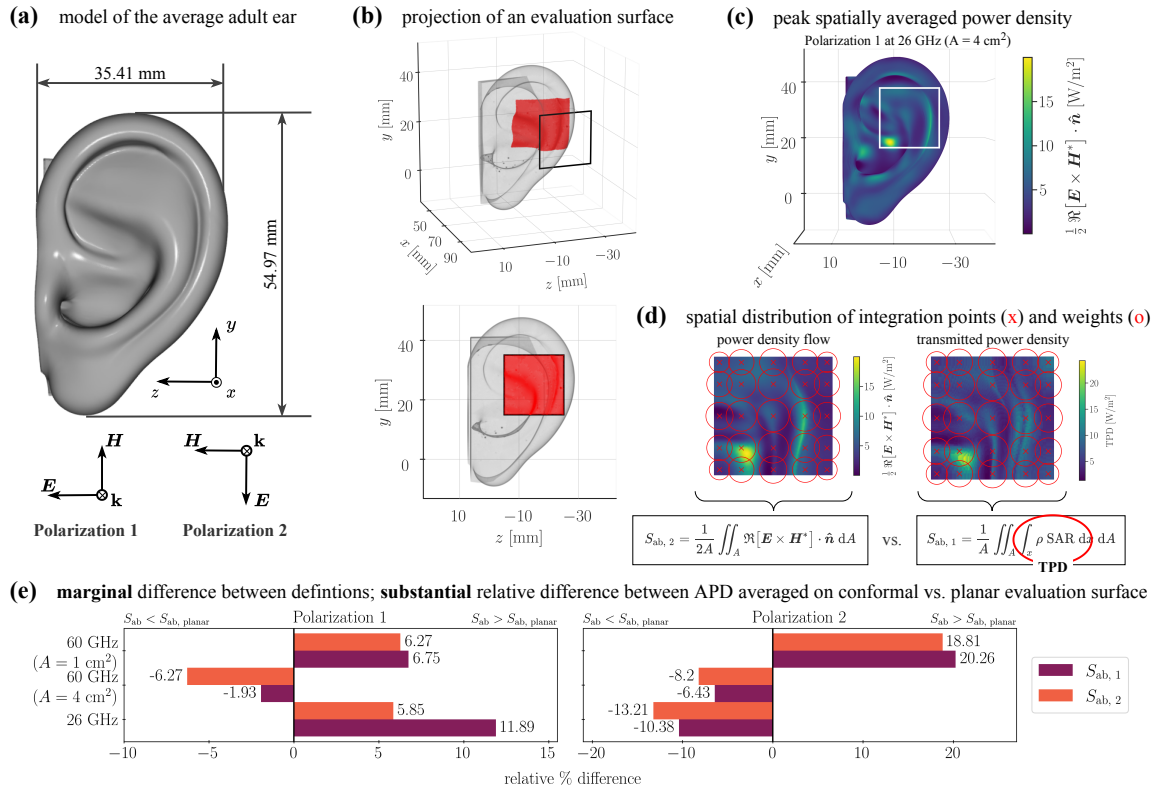 (a) model of the average adult ear
35.41 mm
54.97 mm
y
z
x
H
E
k
Polarization 1
H
k
E
Polarization 2
(b) projection of an evaluation surface
40
20
0
y [mm]
50
70
90
x [mm]
10
−10
−30
z [mm]
40
20
0
y [mm]
10
−10
−30
z [mm]
(c) peak spatially averaged power density
Polarization 1 at 26 GHz (A = 4 cm²)
40
20
0
y [mm]
x [mm]
10
−10
−30
15
10
5
½ ℜ[E × H*] · n̂ [W/m²]
(d) spatial distribution of integration points (x) and weights (o)
power density flow
15
10
5
½ ℜ[E × H*] · n̂ [W/m²]
transmitted power density
20
10
TPD [W/m²]
S_ab, 2 = 1/2A ∬_A ℜ[E × H*] · n̂ dA
vs.
S_ab, 1 = 1/A ∬_A ∫_x ρ SAR dx dA
TPD
(e) marginal difference between defintions; substantial relative difference between APD averaged on conformal vs. planar evaluation surface
S_ab < S_ab, planar
Polarization 1
S_ab > S_ab, planar
60 GHz
(A = 1 cm²)
60 GHz
(A = 4 cm²)
26 GHz
6.27
6.75
-6.27
-1.93
5.85
11.89
−10
−5
0
5
10
15
S_ab < S_ab, planar
Polarization 2
S_ab > S_ab, planar
18.81
20.26
-8.2
-6.43
-13.21
-10.38
−20
−10
0
10
20
relative % difference
S_ab, 1
S_ab, 2